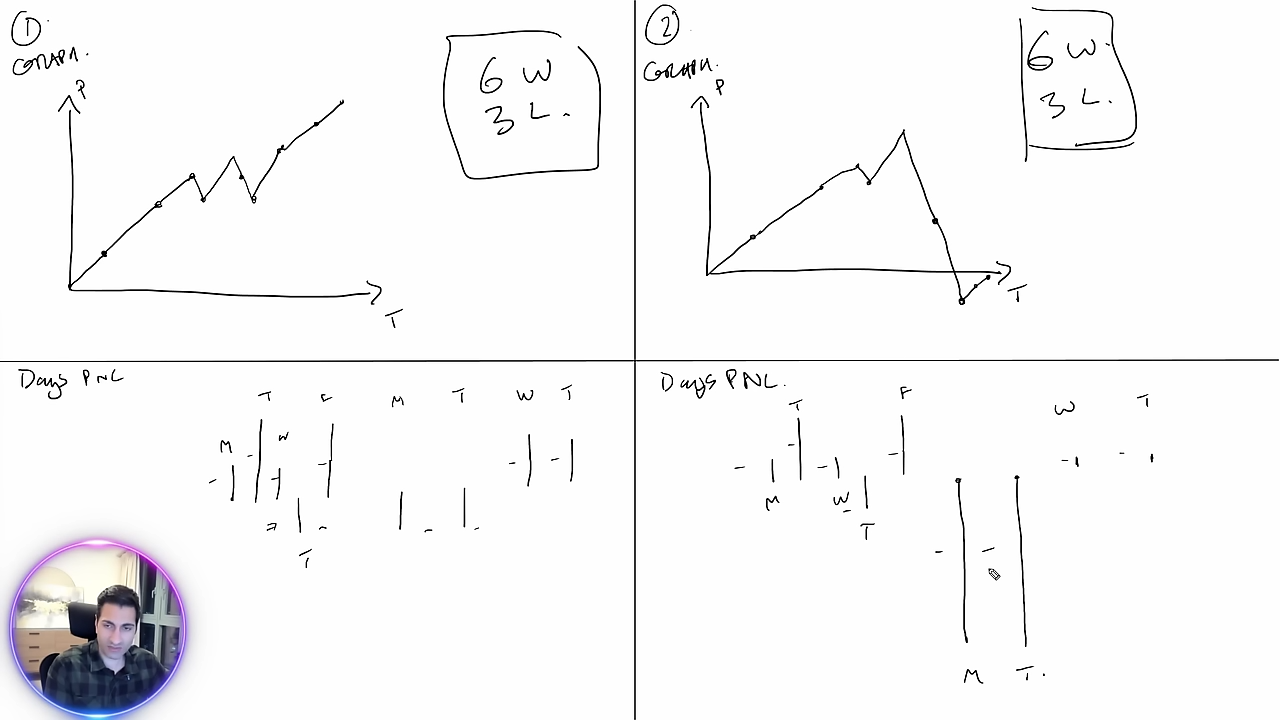 ①
GRAPH.
P
6 W
3 L.
T
②
GRAPH.
P
6 W.
3 L.
T
Days PNL
T F M T W T
M W
T
Days PNL.
T F W T
M W
T
M T.